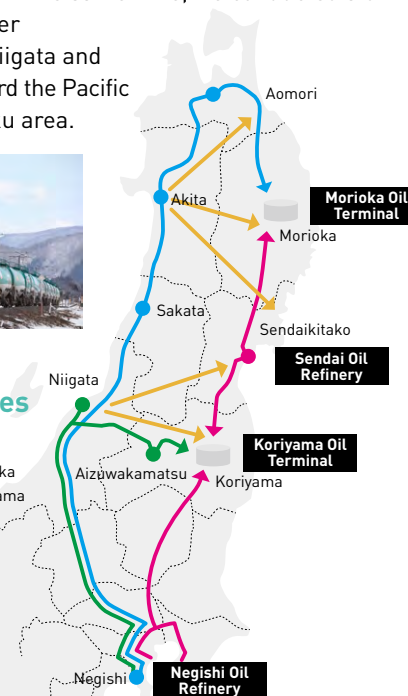 er
iigata and
rd the Pacific
u area.
Aomori
Akita
Morioka Oil
Terminal
Morioka
Sakata
Sendaikitako
Sendai Oil
Refinery
es
Niigata
Koriyama Oil
Terminal
Aizuwakamatsu
Koriyama
ka
ama
Negishi
Negishi Oil
Refinery